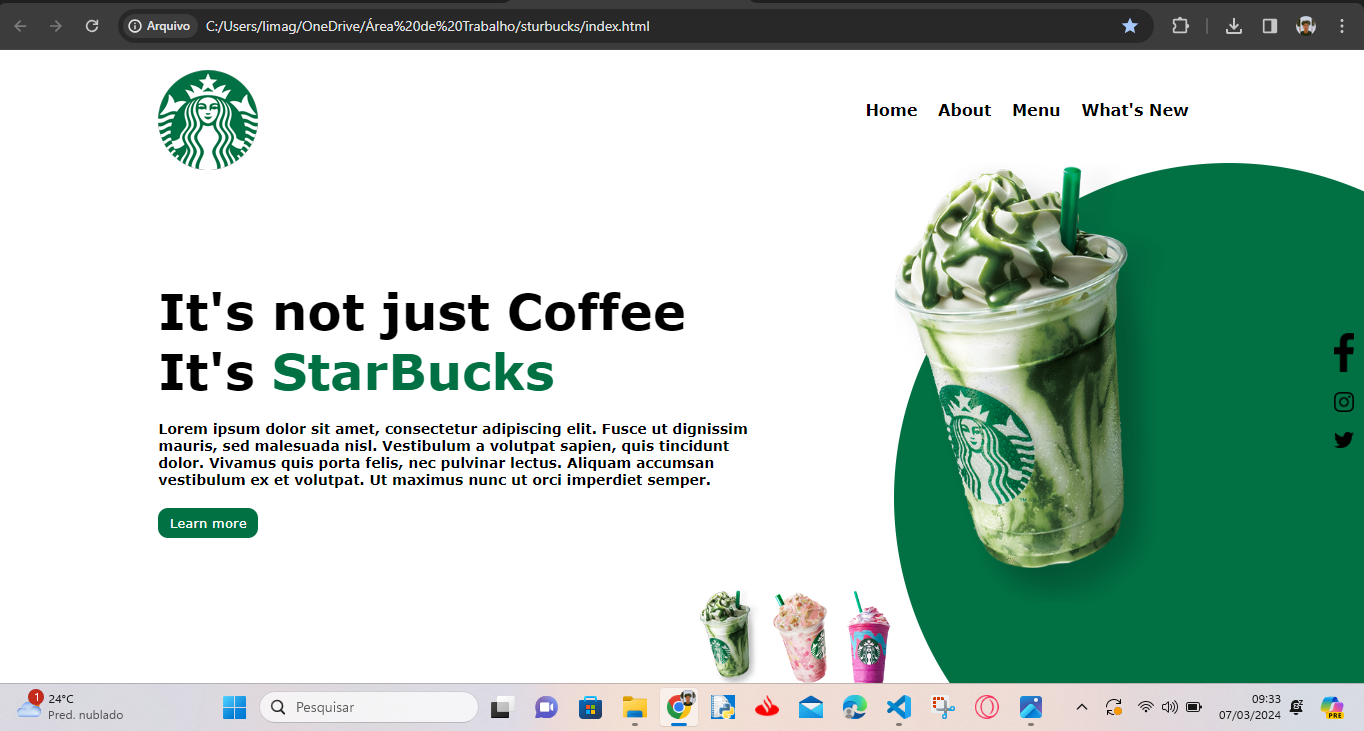 Arquivo C:/Users/limag/OneDrive/Área%20de%20Trabalho/sturbucks/index.html
Home About Menu What's New
It's not just Coffee
It's StarBucks
Lorem ipsum dolor sit amet, consectetur adipiscing elit. Fusce ut dignissim
mauris, sed malesuada nisl. Vestibulum a volutpat sapien, quis tincidunt
dolor. Vivamus quis porta felis, nec pulvinar lectus. Aliquam accumsan
vestibulum ex et volutpat. Ut maximus nunc ut orci imperdiet semper.
Learn more
1
24°C
Pred. nublado
Pesquisar
09:33
07/03/2024
PRE